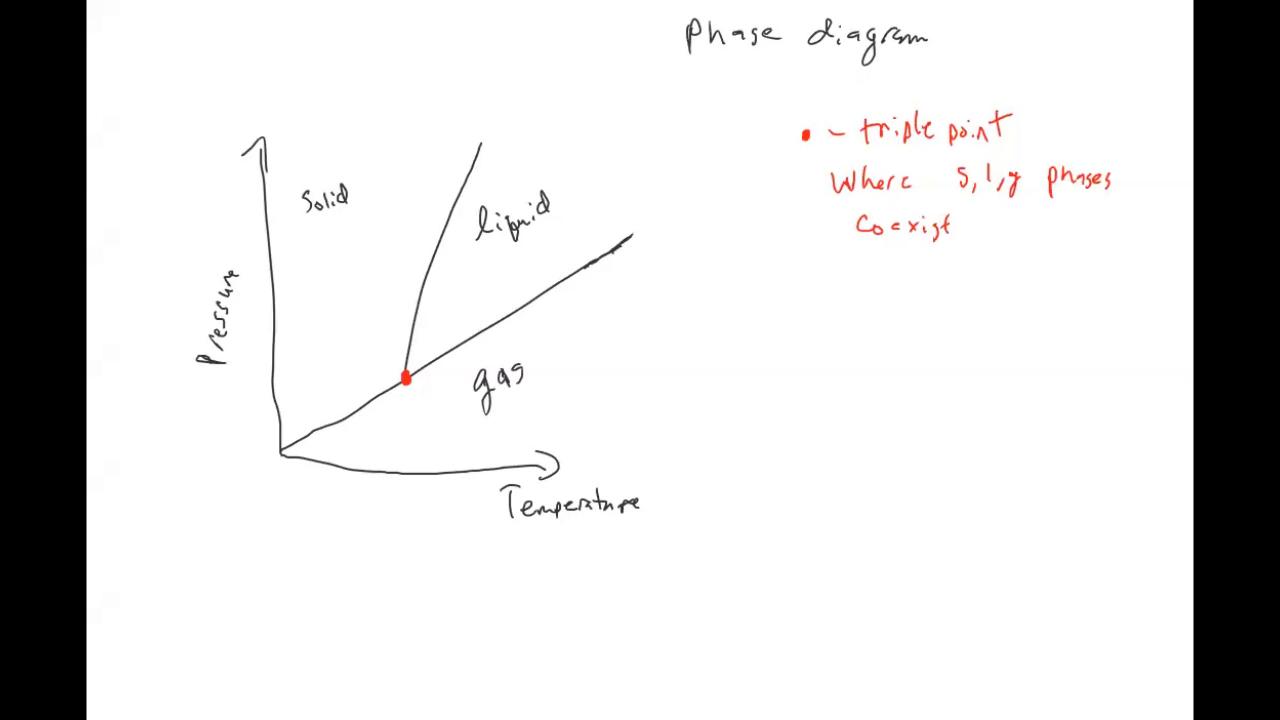 Phase diagram
• - triple point
Where s, l, g phases
Coexist
Solid
liquid
Pressure
gas
Temperature